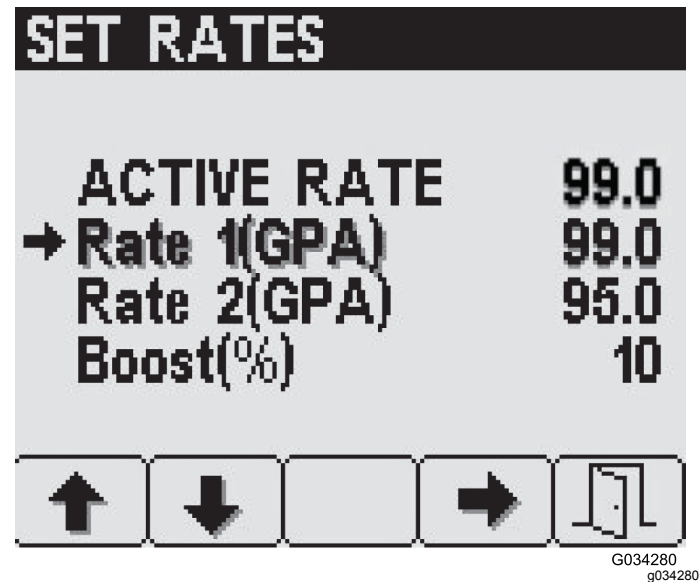 SET RATES
ACTIVE RATE 99.0
Rate 1(GPA) 99.0
Rate 2(GPA) 95.0
Boost(%) 10
G034280
g034280